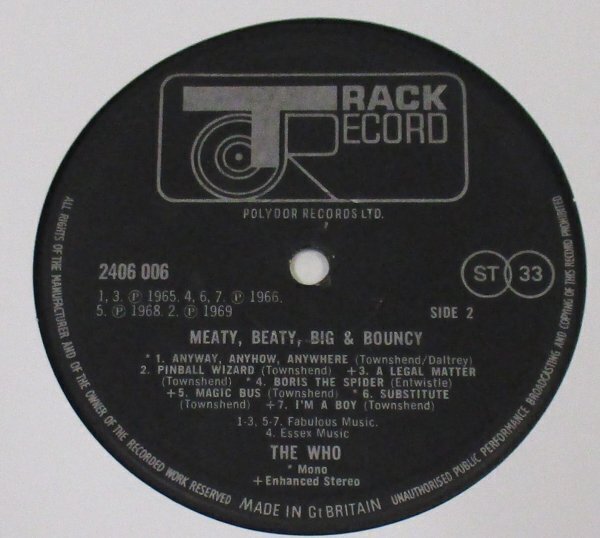 TRACK
RECORD
POLYDOR RECORDS LTD.
2406 006
ST 33
1, 3. Ⓟ 1965. 4, 6, 7. Ⓟ 1966.
5. Ⓟ 1968. 2. Ⓟ 1969
SIDE 2
MEATY, BEATY, BIG & BOUNCY
* 1. ANYWAY, ANYHOW, ANYWHERE (Townshend/Daltrey)
2. PINBALL WIZARD (Townshend) +3. A LEGAL MATTER
(Townshend) * 4. BORIS THE SPIDER (Entwistle)
+5. MAGIC BUS (Townshend) * 6. SUBSTITUTE
(Townshend) +7. I'M A BOY (Townshend)
1-3, 5-7. Fabulous Music.
4. Essex Music
THE WHO
* Mono
+Enhanced Stereo
ALL RIGHTS OF THE MANUFACTURER AND OF THE OWNER OF THE RECORDED WORK RESERVED
MADE IN Gt BRITAIN
UNAUTHORISED PUBLIC PERFORMANCE BROADCASTING AND COPYING OF THIS RECORD PROHIBITED